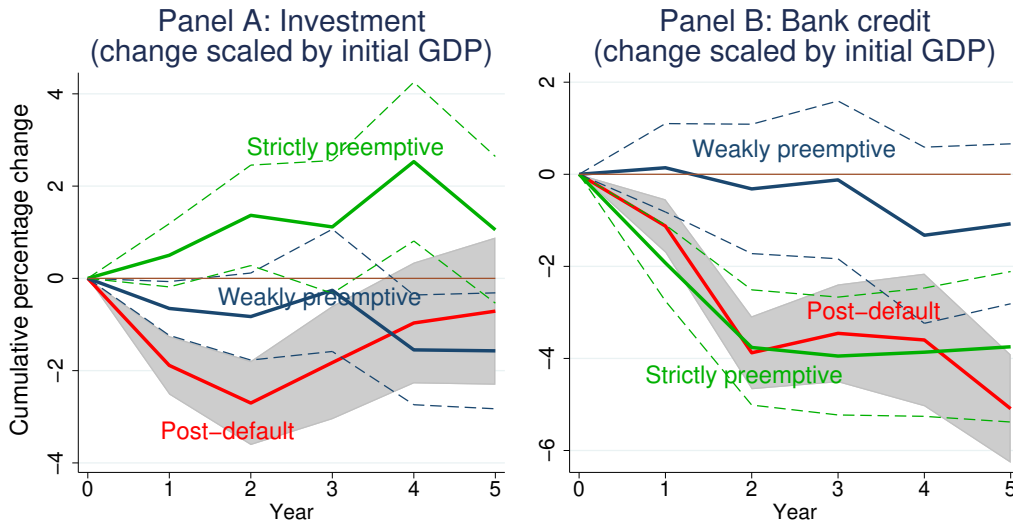 Panel A: Investment
(change scaled by initial GDP)
Cumulative percentage change
4
2
0
2
−4
Strictly preemptive
Weakly preemptive
Post−default
0 1 2 3 4 5
Year
Panel B: Bank credit
(change scaled by initial GDP)
2
0
−2
−4
−6
Weakly preemptive
Post−default
Strictly preemptive
0 1 2 3 4 5
Year